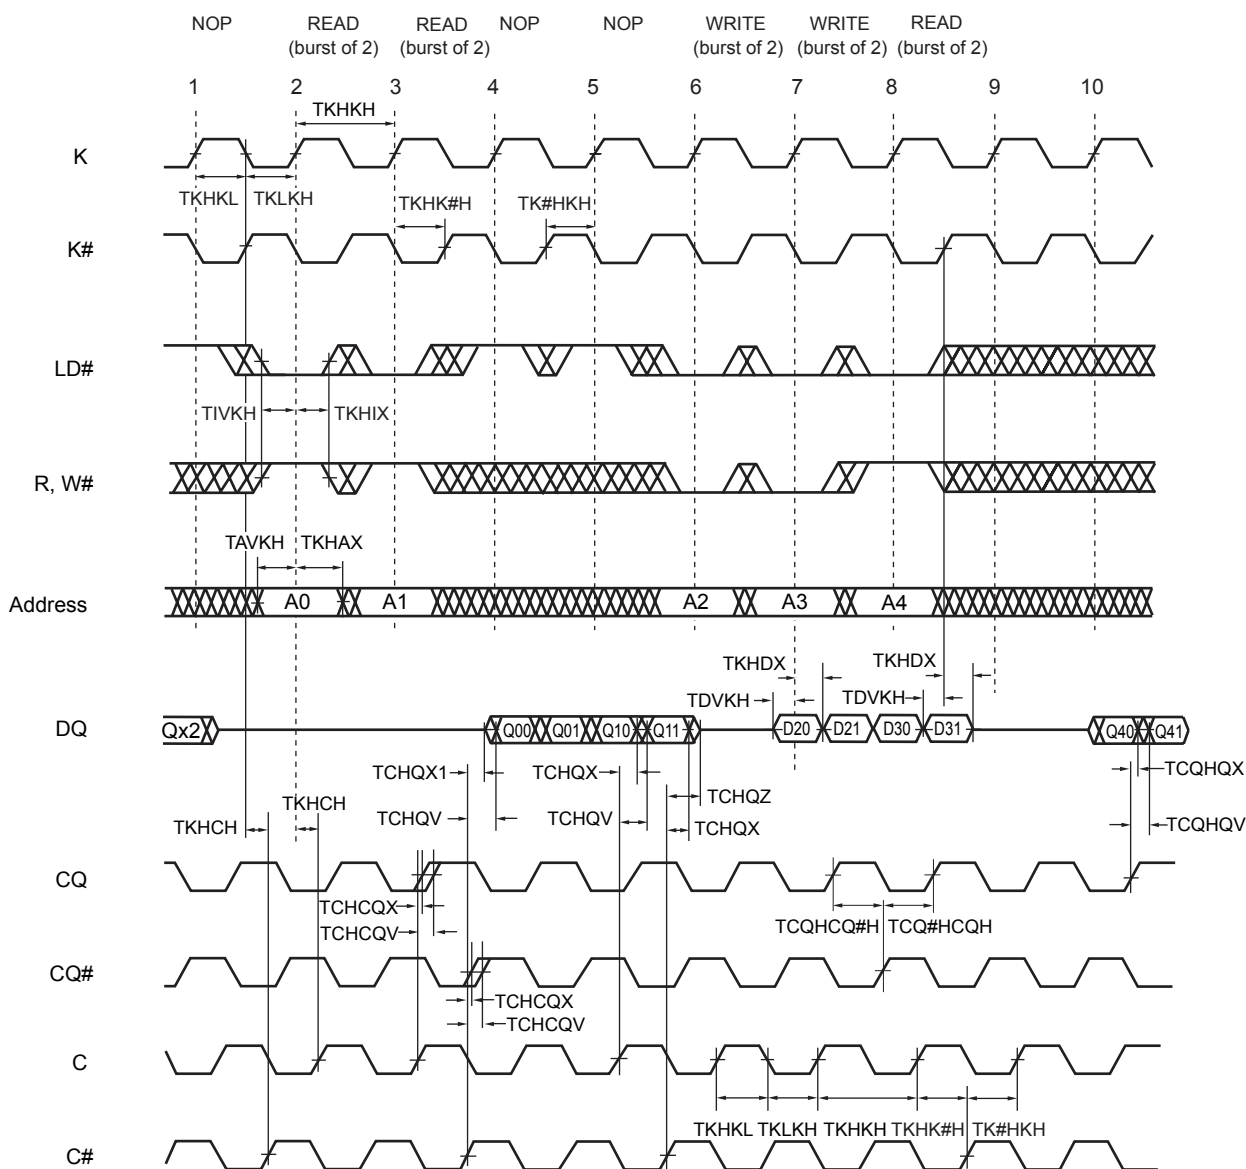 NOP READ READ NOP NOP WRITE WRITE READ
(burst of 2) (burst of 2) (burst of 2) (burst of 2) (burst of 2)
1 2 3 4 5 6 7 8 9 10
TKHKH
K
TKHKL TKLKH TKHK#H TK#HKH
K#
LD#
TIVKH TKHIX
R, W#
TAVKH TKHAX
Address A0 A1 A2 A3 A4
TKHDX TKHDX
TDVKH TDVKH
DQ Qx2 Q00 Q01 Q10 Q11 D20 D21 D30 D31 Q40 Q41
TCHQX1 TCHQX TCQHQX
TCHQZ
TKHCH
TKHCH TCHQV TCHQV TCHQX TCQHQV
CQ
TCHCQX
TCQHCQ#H TCQ#HCQH
TCHCQV
CQ#
TCHCQX
TCHCQV
C
TKHKL TKLKH TKHKH TKHK#H TK#HKH
C#